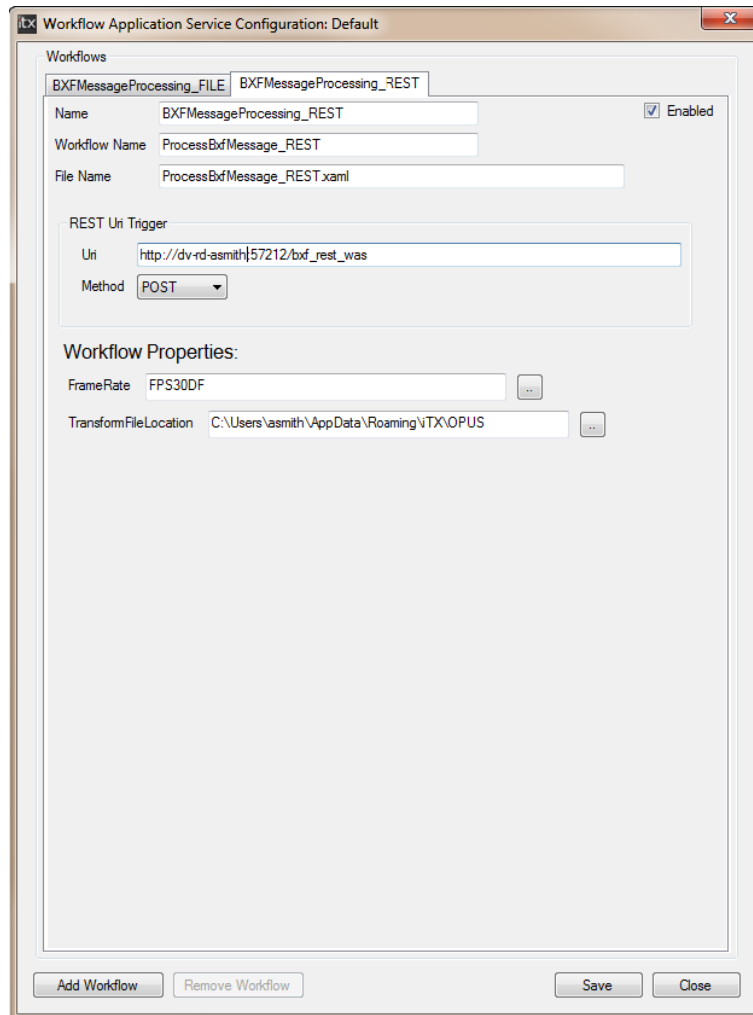 itx Workflow Application Service Configuration: Default
Workflows
BXFMessageProcessing_FILE BXFMessageProcessing_REST
Name BXFMessageProcessing_REST Enabled
Workflow Name ProcessBxfMessage_REST
File Name ProcessBxfMessage_REST.xaml
REST Uri Trigger
Uri http://dv-rd-asmith:57212/bxf_rest_was
Method POST
Workflow Properties:
FrameRate FPS30DF ..
TransformFileLocation C:\Users\asmith\AppData\Roaming\iTX\OPUS ..
Add Workflow Remove Workflow Save Close